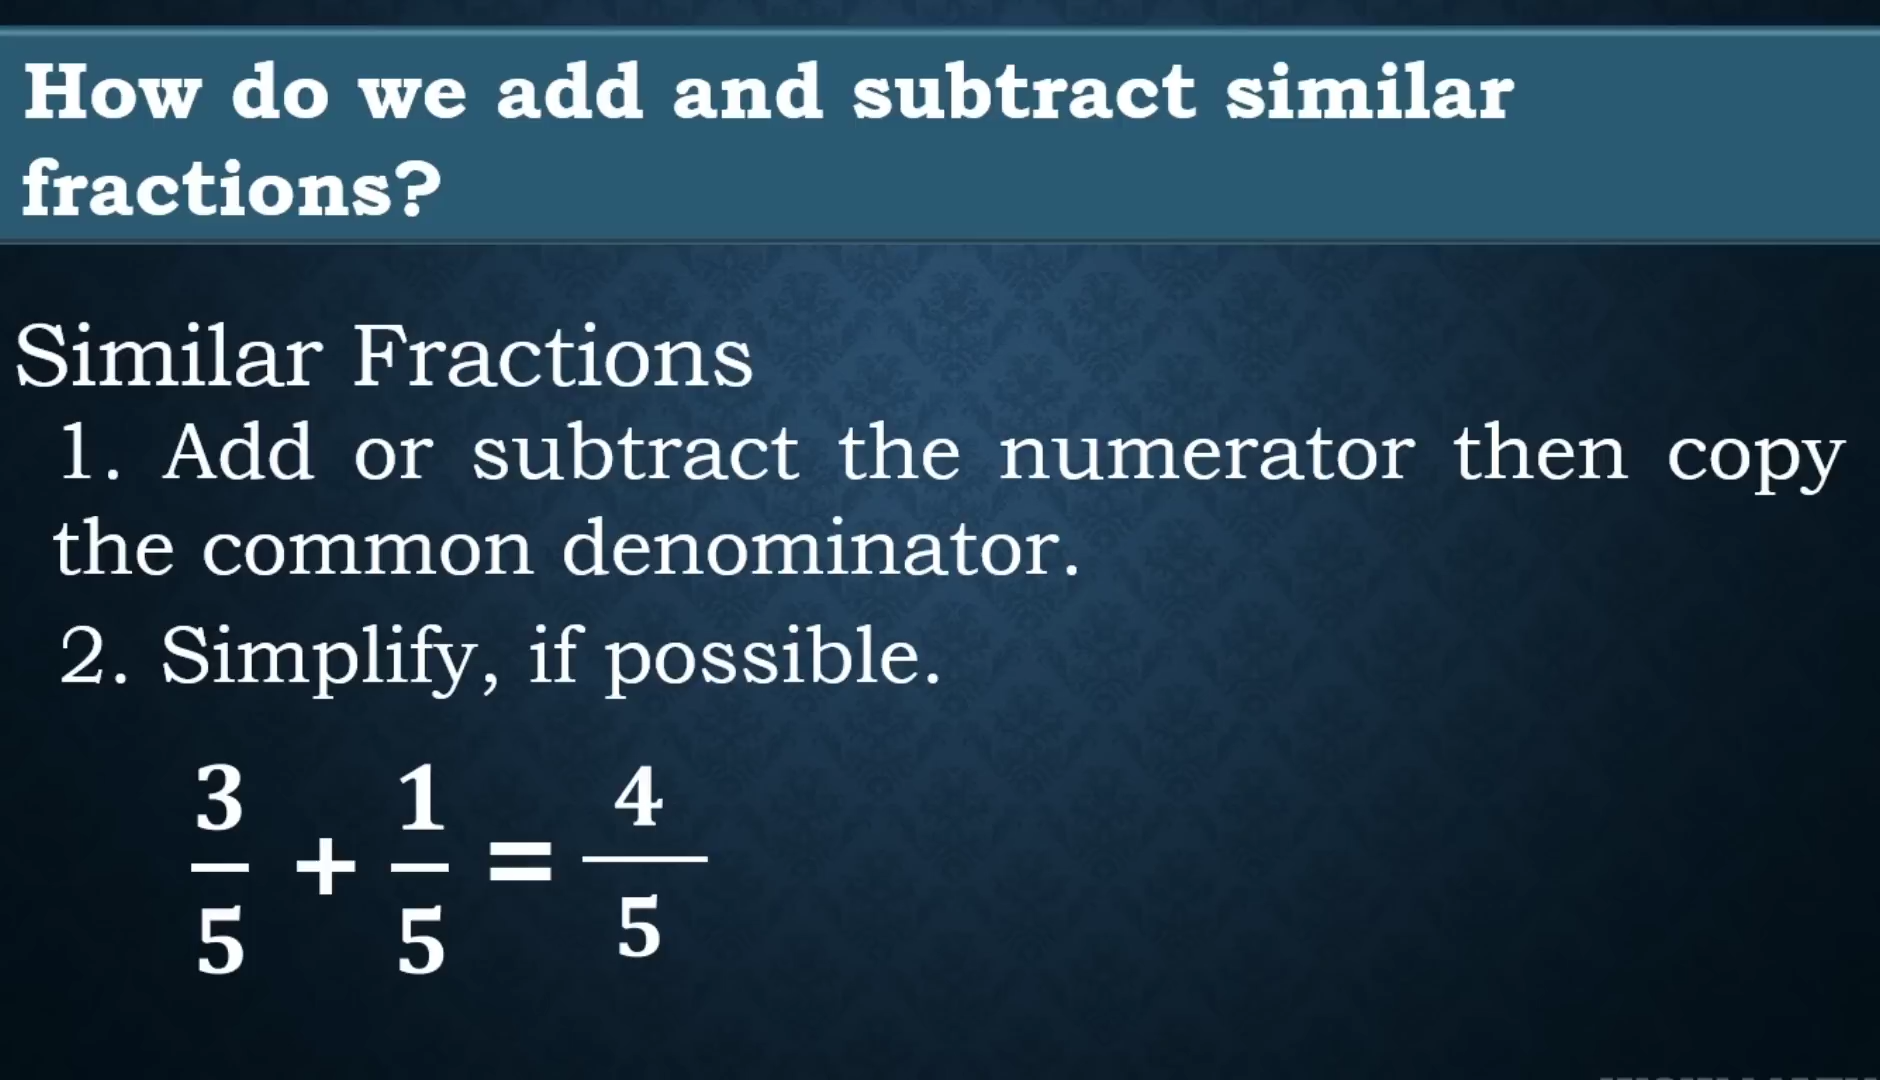 How do we add and subtract similar
fractions?
Similar Fractions
1. Add or subtract the numerator then copy
the common denominator.
2. Simplify, if possible.
3/5 + 1/5 = 4/5